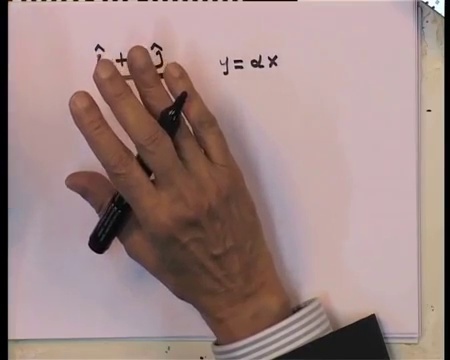 î + ĵ y = αx